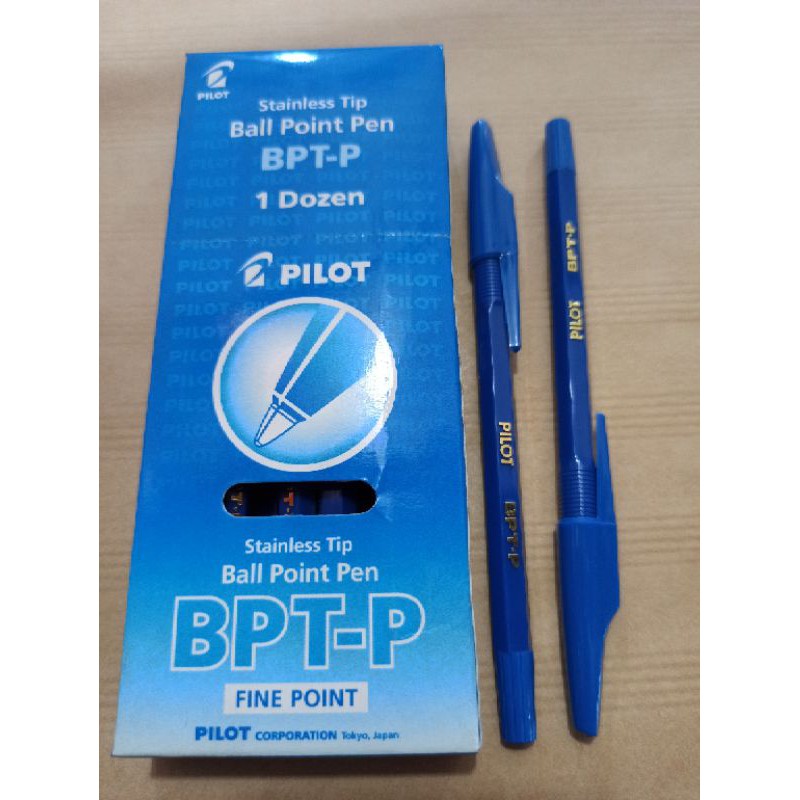 PILOT
Stainless Tip
Ball Point Pen
BPT-P
1 Dozen
PILOT
Stainless Tip
Ball Point Pen
BPT-P
FINE POINT
PILOT CORPORATION Tokyo, Japan
PILOT BPT-P
PILOT BPT-P